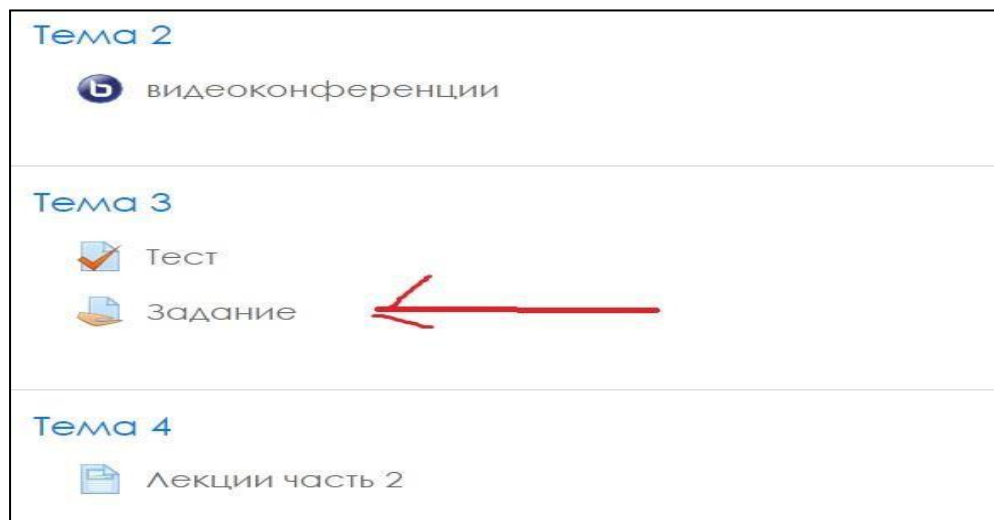 Тема 2
видеоконференции
Тема 3
Тест
Задание
Тема 4
Лекции часть 2